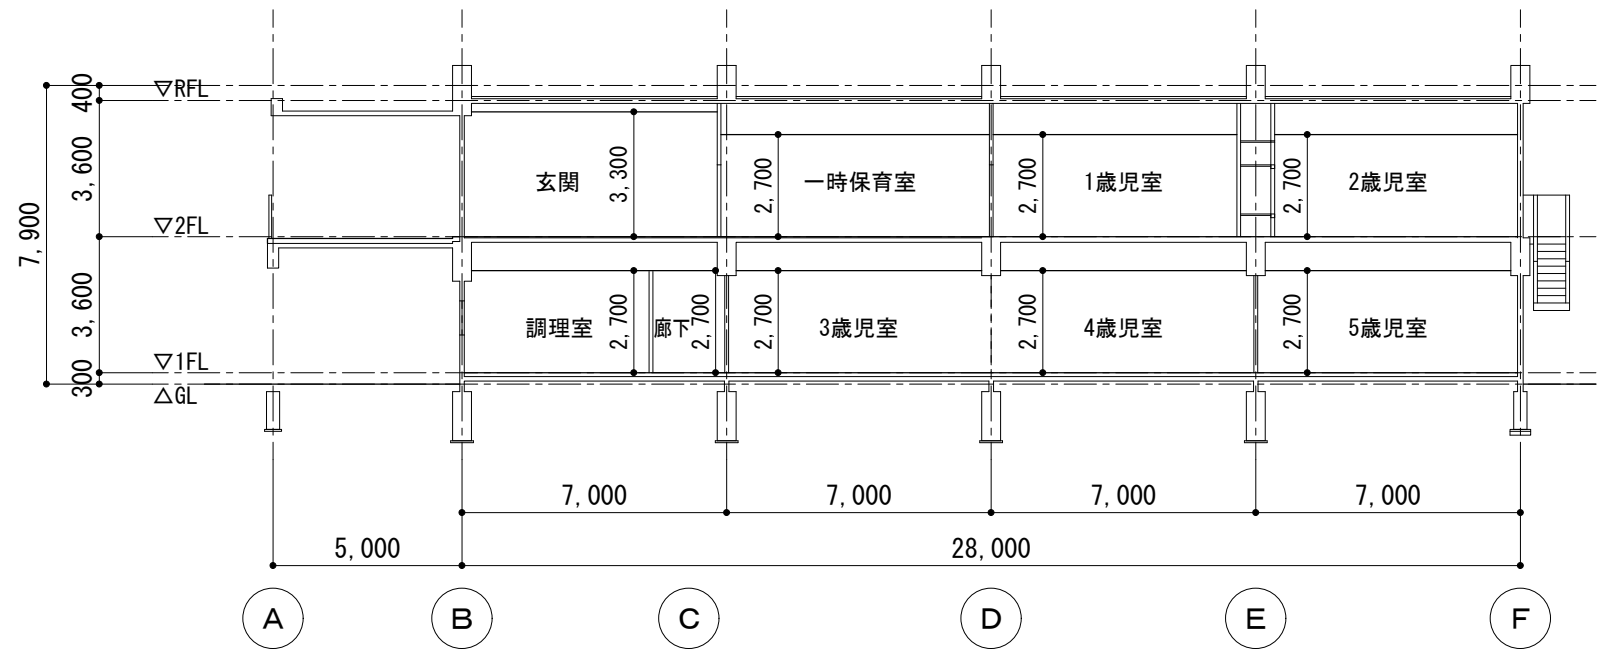 400
▽RFL
3,600
3,300
玄関
2,700
一時保育室
2,700
1歳児室
2,700
2歳児室
7,900
▽2FL
3,600
調理室
2,700
廊下
2,700
2,700
3歳児室
2,700
4歳児室
2,700
5歳児室
▽1FL
300
△GL
7,000
7,000
7,000
7,000
5,000
28,000
A
B
C
D
E
F